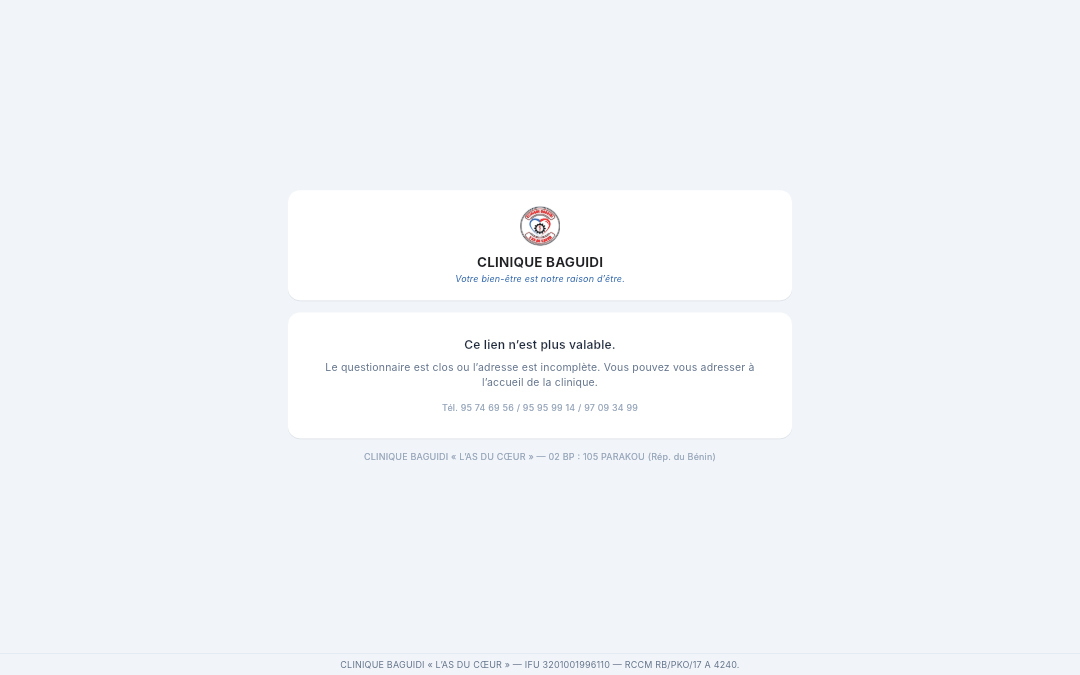 CLINIQUE BAGUIDI
Votre bien-être est notre raison d’être.
Ce lien n’est plus valable.
Le questionnaire est clos ou l’adresse est incomplète. Vous pouvez vous adresser à
l’accueil de la clinique.
Tél. 95 74 69 56 / 95 95 99 14 / 97 09 34 99
CLINIQUE BAGUIDI « L’AS DU CŒUR » — 02 BP : 105 PARAKOU (Rép. du Bénin)
CLINIQUE BAGUIDI « L’AS DU CŒUR » — IFU 3201001996110 — RCCM RB/PKO/17 A 4240.